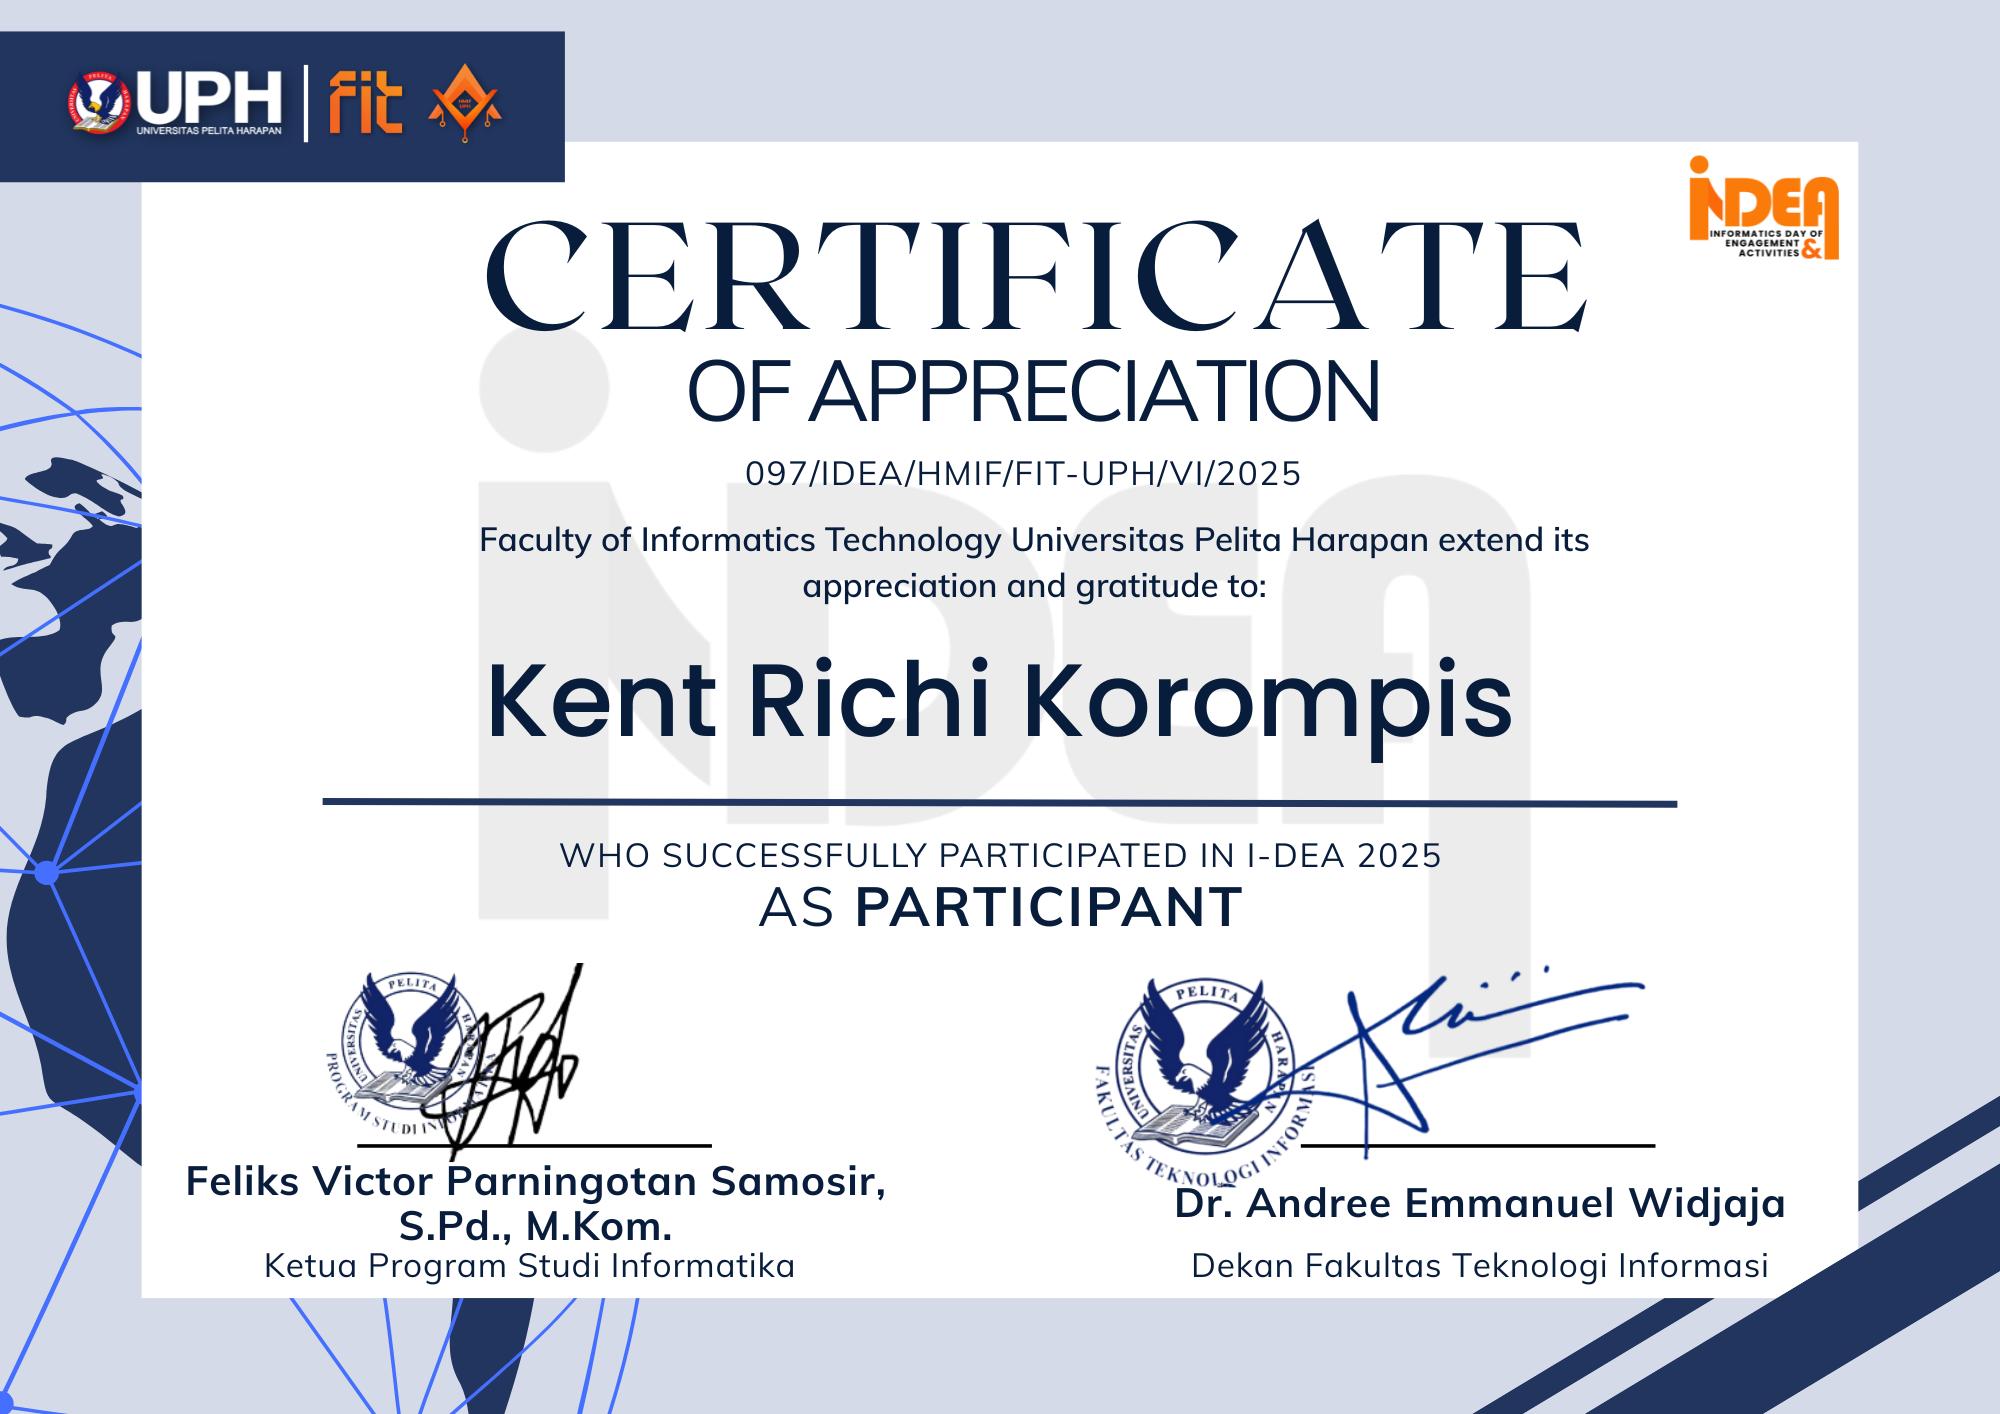 UPH
UNIVERSITAS PELITA HARAPAN
fit
HMIF
UPH
iDEA
INFORMATICS DAY OF
ENGAGEMENT &
ACTIVITIES
CERTIFICATE
OF APPRECIATION
097/IDEA/HMIF/FIT-UPH/VI/2025
Faculty of Informatics Technology Universitas Pelita Harapan extend its
appreciation and gratitude to:
Kent Richi Korompis
WHO SUCCESSFULLY PARTICIPATED IN I-DEA 2025
AS PARTICIPANT
UNIVERSITAS PELITA HARAPAN
PROGRAM STUDI INFORMATIKA
Feliks Victor Parningotan Samosir,
S.Pd., M.Kom.
Ketua Program Studi Informatika
UNIVERSITAS PELITA HARAPAN
FAKULTAS TEKNOLOGI INFORMASI
Dr. Andree Emmanuel Widjaja
Dekan Fakultas Teknologi Informasi